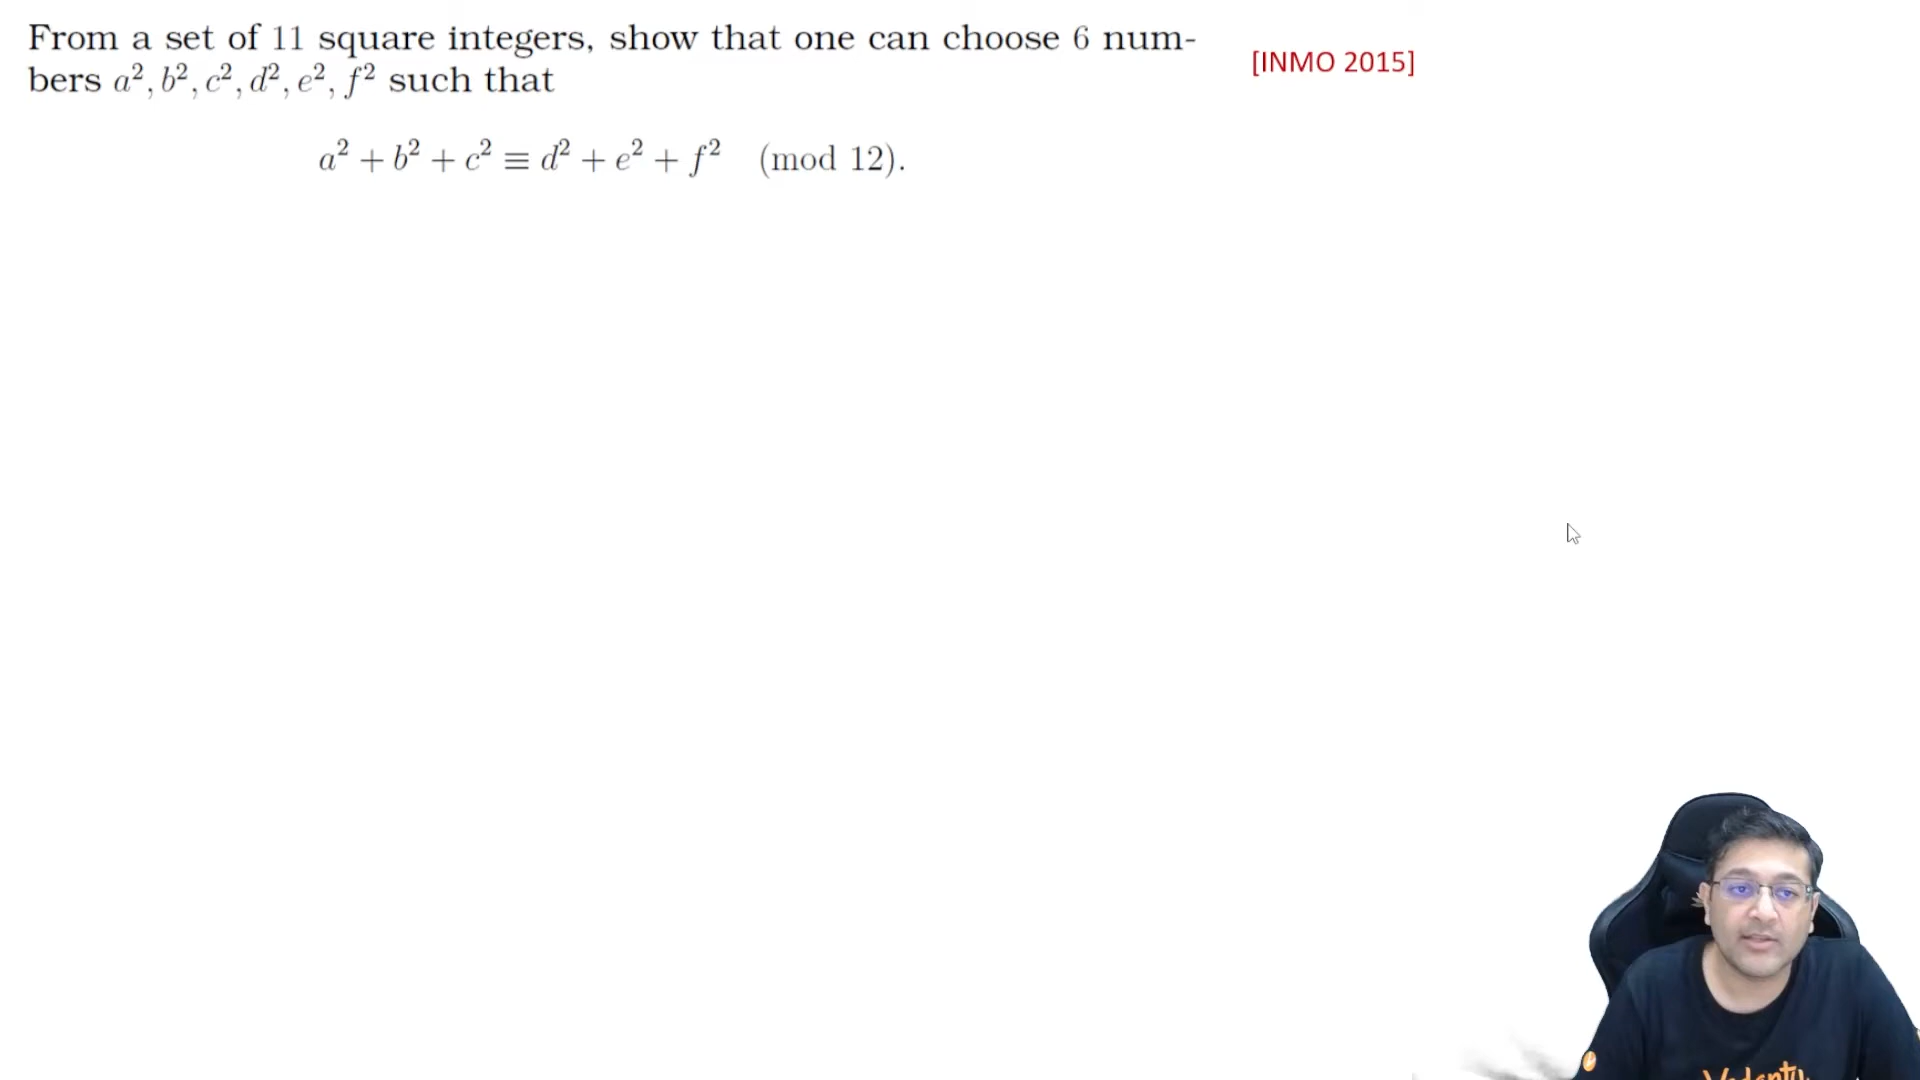 From a set of 11 square integers, show that one can choose 6 num-
bers a², b², c², d², e², f² such that
[INMO 2015]
a² + b² + c² ≡ d² + e² + f² (mod 12).